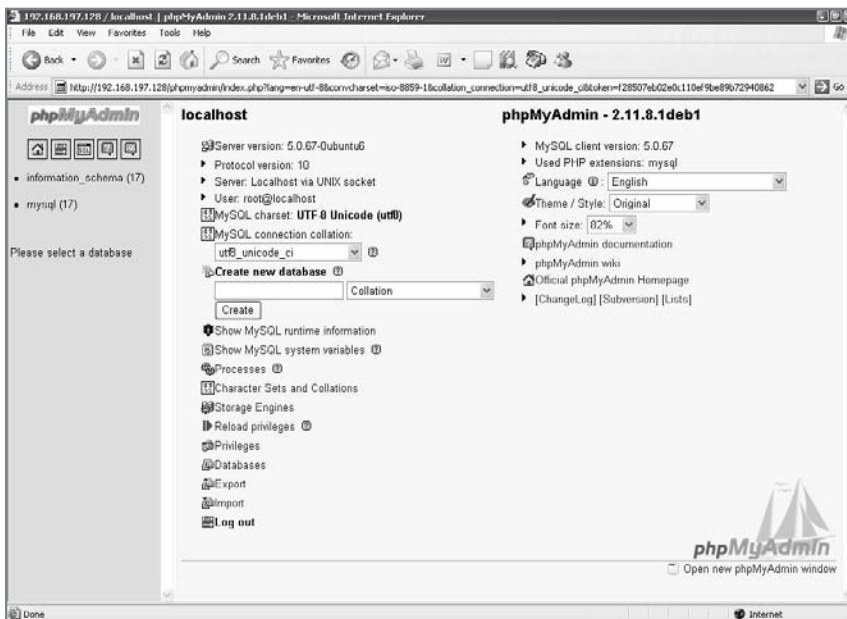 192.168.197.128 / localhost | phpMyAdmin 2.11.8.1deb1 - Microsoft Internet Explorer
File Edit View Favorites Tools Help
Back Search Favorites
Address http://192.168.197.128/phpmyadmin/index.php?lang=en-utf-8&convcharset=iso-8859-1&collation_connection=utf8_unicode_ci&token=f28507eb02e0c110ef9be89b72940862 Go
phpMyAdmin
information_schema (17)
mysql (17)
Please select a database
localhost
Server version: 5.0.67-0ubuntu6
Protocol version: 10
Server: Localhost via UNIX socket
User: root@localhost
MySQL charset: UTF-8 Unicode (utf8)
MySQL connection collation:
utf8_unicode_ci
Create new database
Collation
Create
Show MySQL runtime information
Show MySQL system variables
Processes
Character Sets and Collations
Storage Engines
Reload privileges
Privileges
Databases
Export
Import
Log out
phpMyAdmin - 2.11.8.1deb1
MySQL client version: 5.0.67
Used PHP extensions: mysql
Language : English
Theme / Style: Original
Font size: 82%
phpMyAdmin documentation
phpMyAdmin wiki
Official phpMyAdmin Homepage
[ChangeLog] [Subversion] [Lists]
phpMyAdmin
Open new phpMyAdmin window
Done
Internet